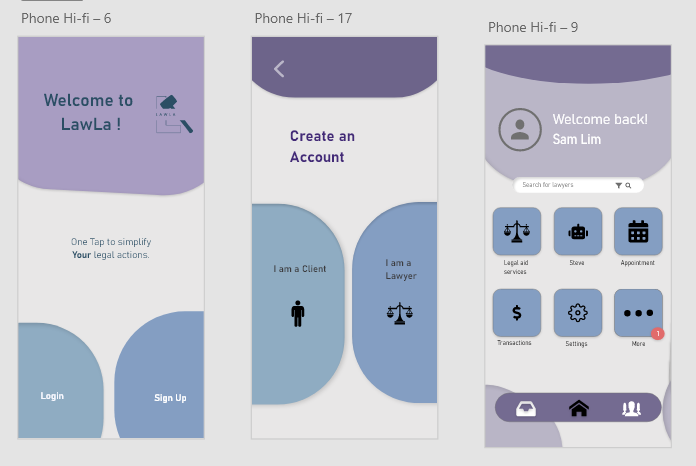 Phone Hi-fi – 6
Welcome to
LawLa !
LAWLA
One Tap to simplify
Your legal actions.
Login
Sign Up
Phone Hi-fi – 17
Create an
Account
I am a Client
I am a
Lawyer
Phone Hi-fi – 9
Welcome back!
Sam Lim
Search for lawyers
Legal aid
services
Steve
Appointment
$
Transactions
Settings
More
1